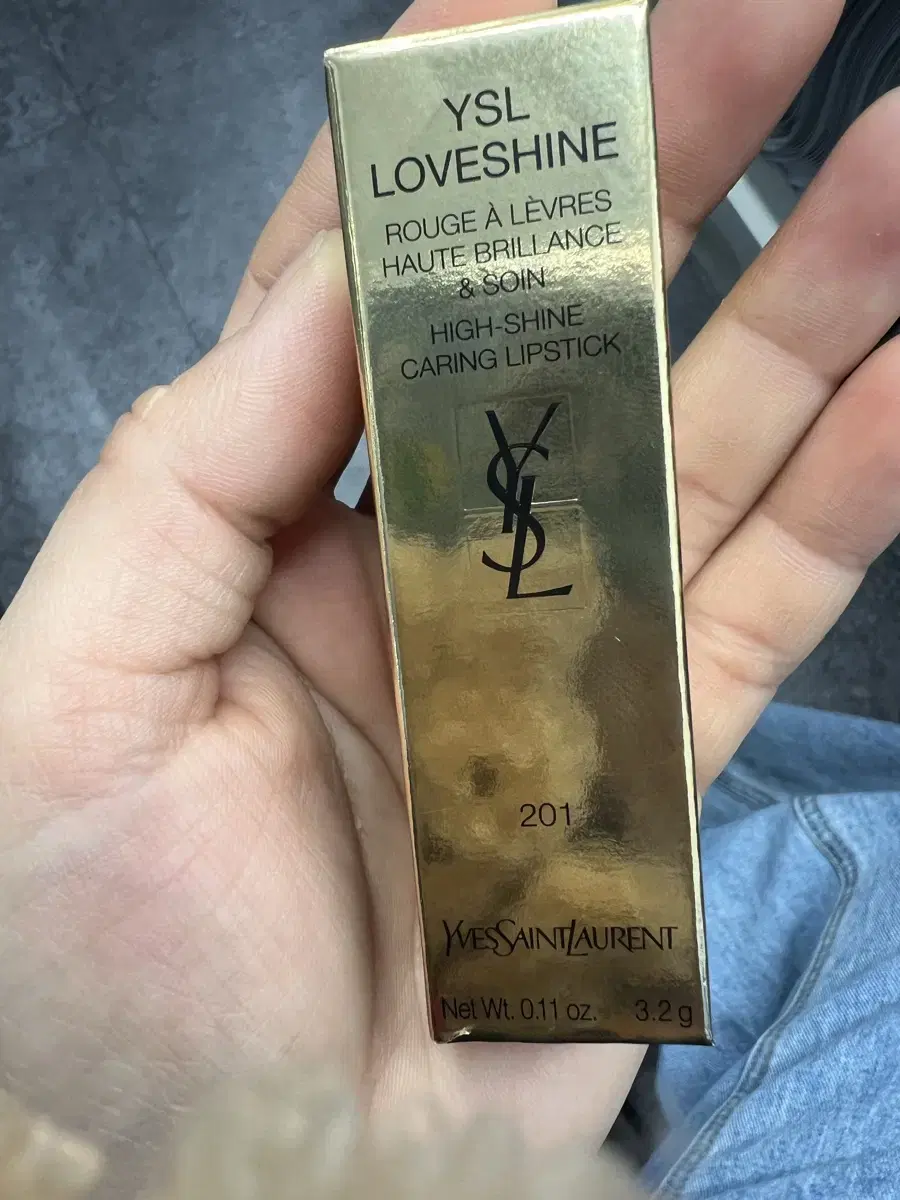 YSL
LOVESHINE
ROUGE À LÈVRES
HAUTE BRILLANCE
& SOIN
HIGH-SHINE
CARING LIPSTICK
YSL
201
YVESSAINTLAURENT
Net Wt. 0.11 oz. 3.2 g